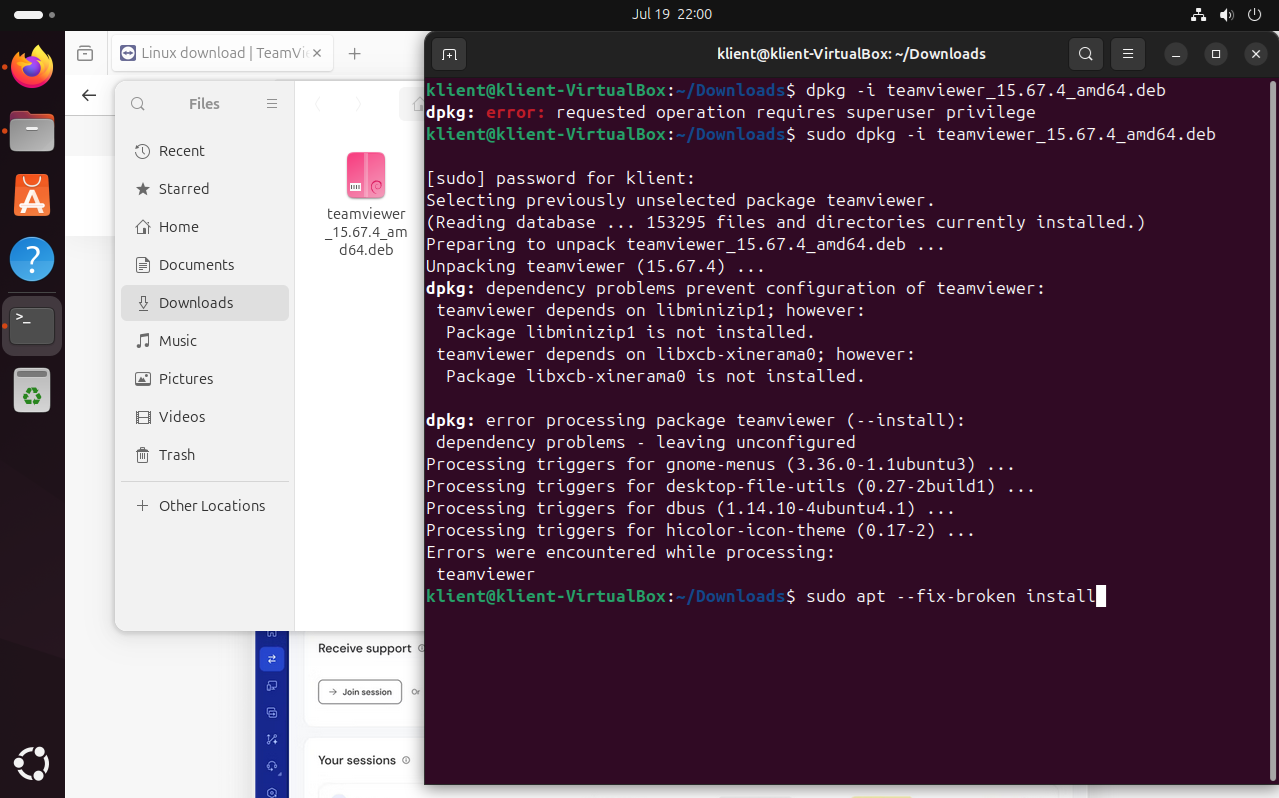 Jul 19 22:00
Linux download | TeamVie
Files
Recent
Starred
Home
Documents
Downloads
Music
Pictures
Videos
Trash
Other Locations
teamviewer
_15.67.4_am
d64.deb
Receive support
Join session
Or
Your sessions
klient@klient-VirtualBox: ~/Downloads
klient@klient-VirtualBox:~/Downloads$ dpkg -i teamviewer_15.67.4_amd64.deb
dpkg: error: requested operation requires superuser privilege
klient@klient-VirtualBox:~/Downloads$ sudo dpkg -i teamviewer_15.67.4_amd64.deb
[sudo] password for klient:
Selecting previously unselected package teamviewer.
(Reading database ... 153295 files and directories currently installed.)
Preparing to unpack teamviewer_15.67.4_amd64.deb ...
Unpacking teamviewer (15.67.4) ...
dpkg: dependency problems prevent configuration of teamviewer:
 teamviewer depends on libminizip1; however:
  Package libminizip1 is not installed.
 teamviewer depends on libxcb-xinerama0; however:
  Package libxcb-xinerama0 is not installed.
dpkg: error processing package teamviewer (--install):
 dependency problems - leaving unconfigured
Processing triggers for gnome-menus (3.36.0-1.1ubuntu3) ...
Processing triggers for desktop-file-utils (0.27-2build1) ...
Processing triggers for dbus (1.14.10-4ubuntu4.1) ...
Processing triggers for hicolor-icon-theme (0.17-2) ...
Errors were encountered while processing:
 teamviewer
klient@klient-VirtualBox:~/Downloads$ sudo apt --fix-broken install